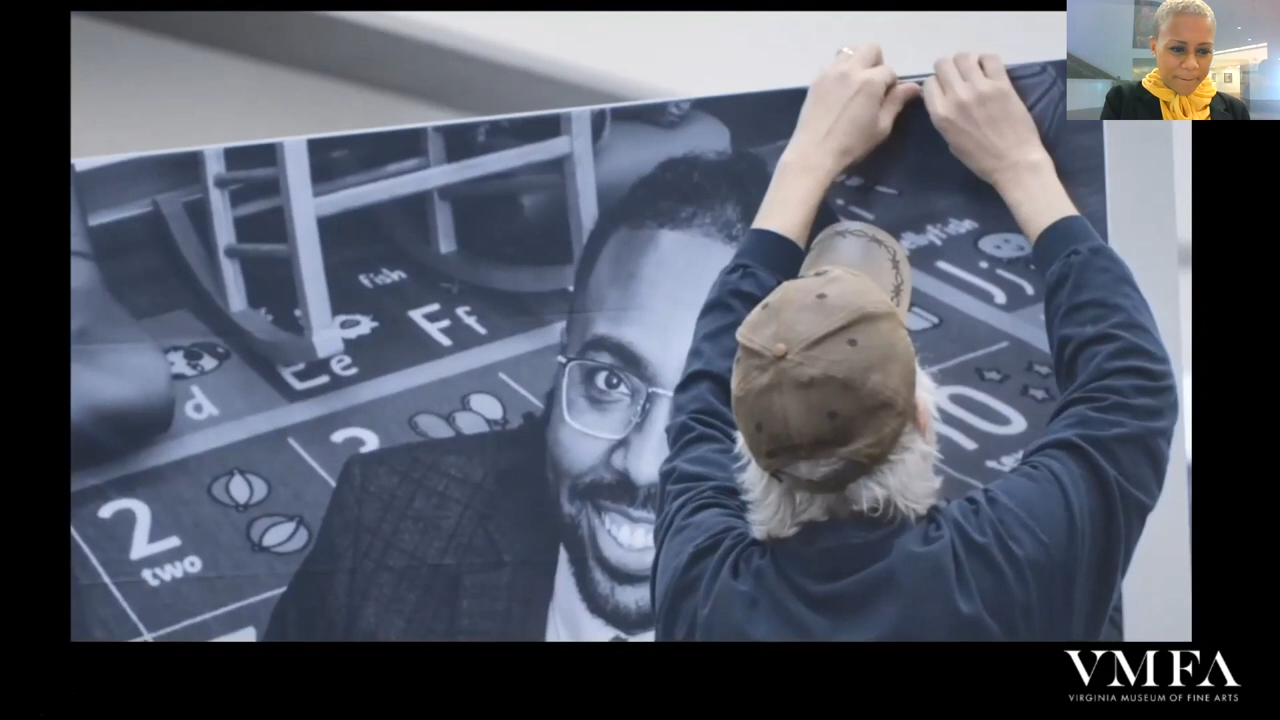 fish
Ff
Ee
d
jellyfish
Jj
2
two
10
VMFA
VIRGINIA MUSEUM OF FINE ARTS